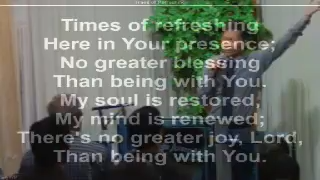 Times of refreshing
Here in Your presence;
No greater blessing
Than being with You.
My soul is restored,
My mind is renewed;
There's no greater joy, Lord,
Than being with You.